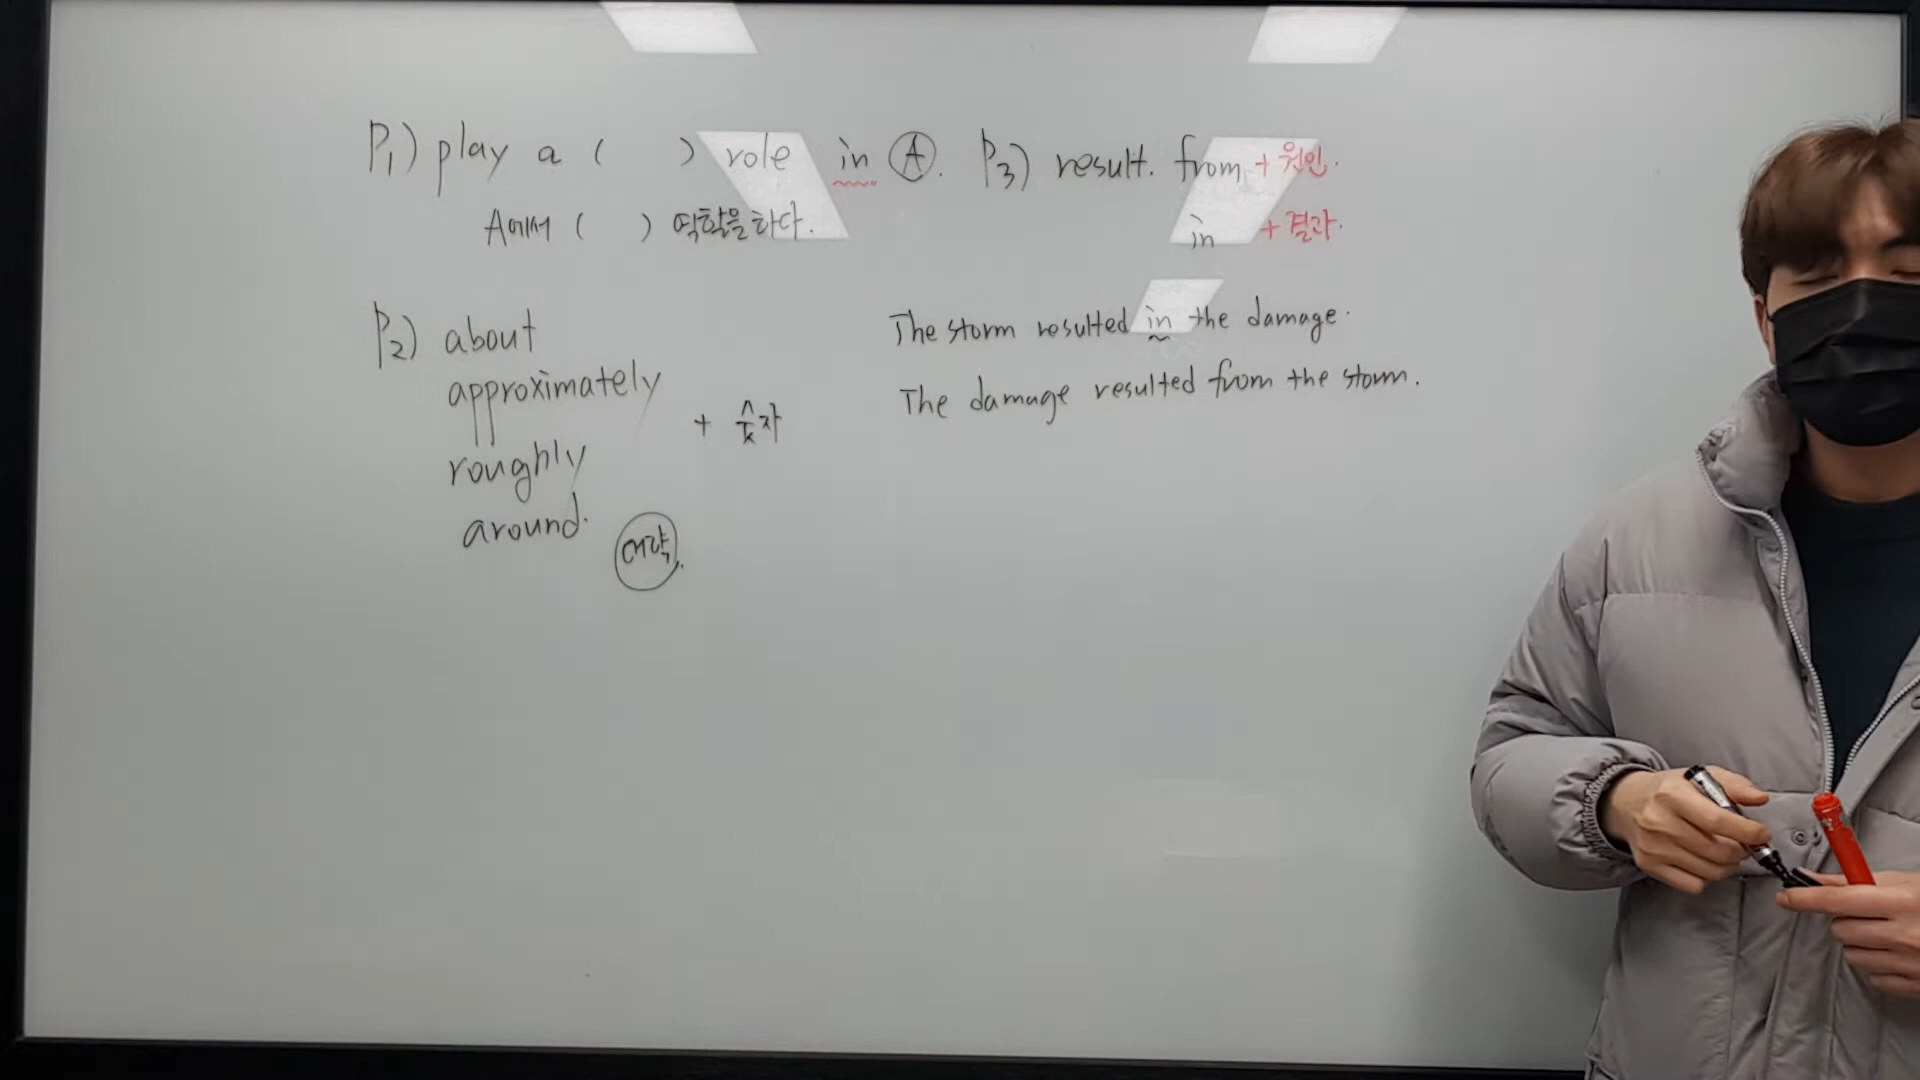 P1) play a (   ) role in A.
A에서 (   ) 역할을 하다.
P2) about
approximately
roughly
around.
+ 숫자
대략.
P3) result. from + 원인.
in + 결과.
The storm resulted in the damage.
The damage resulted from the storm.